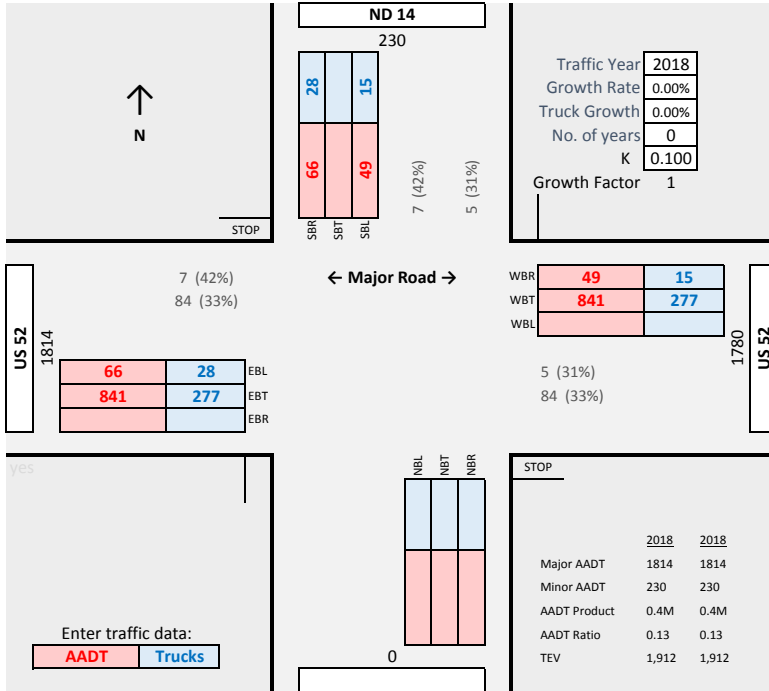 ND 14
230
28 15
66 49
SBR SBT SBL
7 (42%)
5 (31%)
N
STOP
Traffic Year 2018
Growth Rate 0.00%
Truck Growth 0.00%
No. of years 0
K 0.100
Growth Factor 1
7 (42%)
84 (33%)
← Major Road →
WBR 49 15
WBT 841 277
WBL
US 52
1814
1780
US 52
66 28 EBL
841 277 EBT
EBR
5 (31%)
84 (33%)
yes
NBL NBT NBR
STOP
2018 2018
Major AADT 1814 1814
Minor AADT 230 230
AADT Product 0.4M 0.4M
AADT Ratio 0.13 0.13
TEV 1,912 1,912
Enter traffic data:
AADT Trucks
0